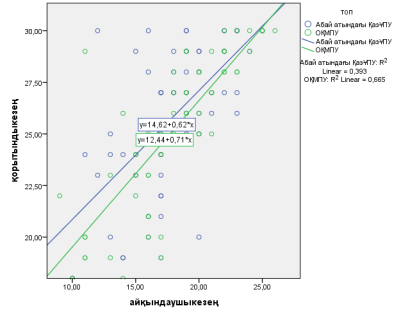 топ
Абай атындағы ҚазҰПУ
ОҚМПУ
Абай атындағы ҚазҰПУ
ОҚМПУ
Абай атындағы ҚазҰПУ: R²
Linear = 0,393
ОҚМПУ: R² Linear = 0,665
қорытындыкезең
30,00
27,50
25,00
22,50
20,00
y=14,62+0,62*x
y=12,44+0,71*x
10,00 15,00 20,00 25,00
айқындаушыкезең